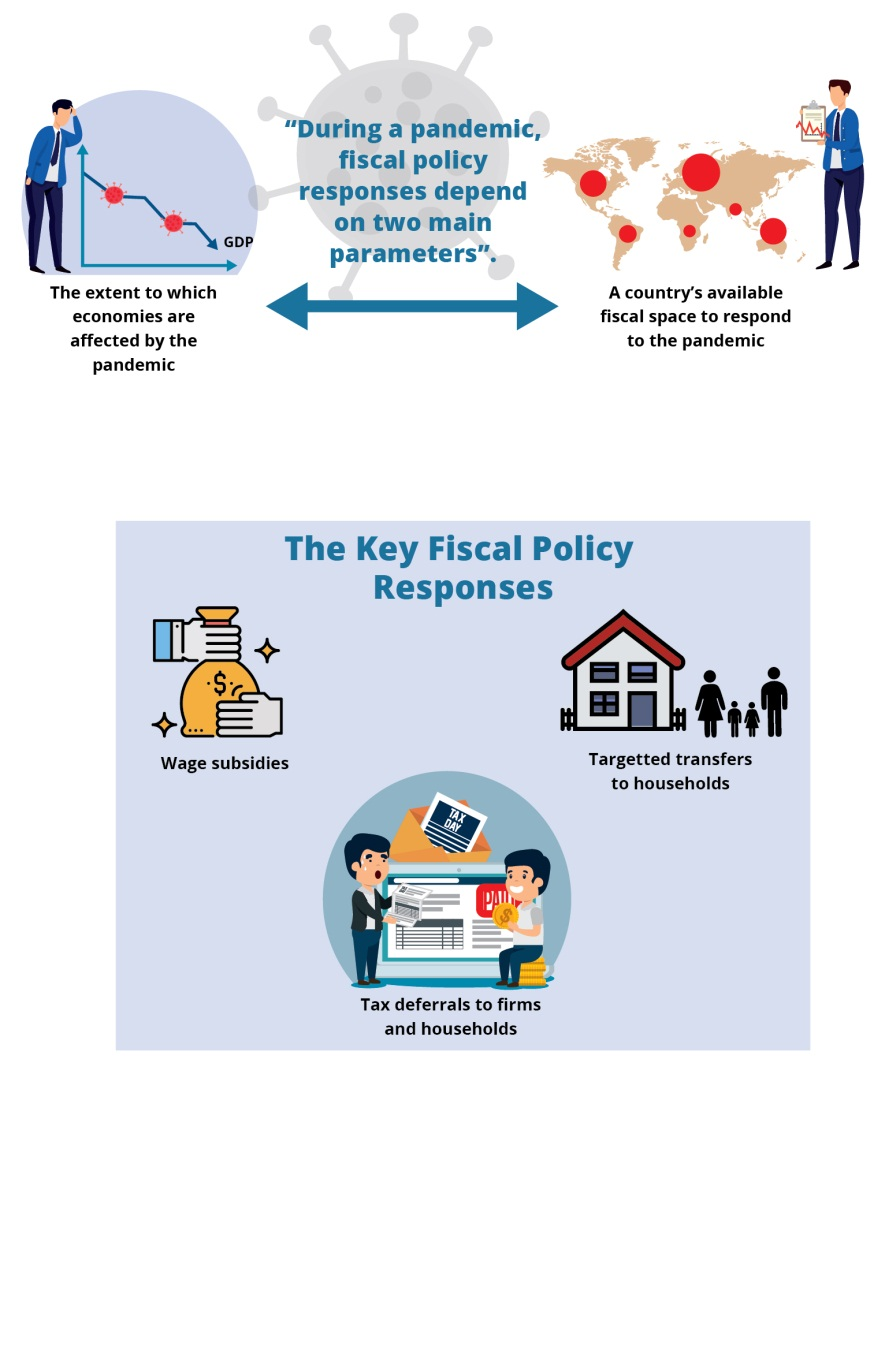 “During a pandemic,
fiscal policy
responses depend
on two main
parameters”.
GDP
The extent to which
economies are
affected by the
pandemic
A country’s available
fiscal space to respond
to the pandemic
The Key Fiscal Policy
Responses
$
Wage subsidies
Targetted transfers
to households
TAX
DAY
$
Tax deferrals to firms
and households